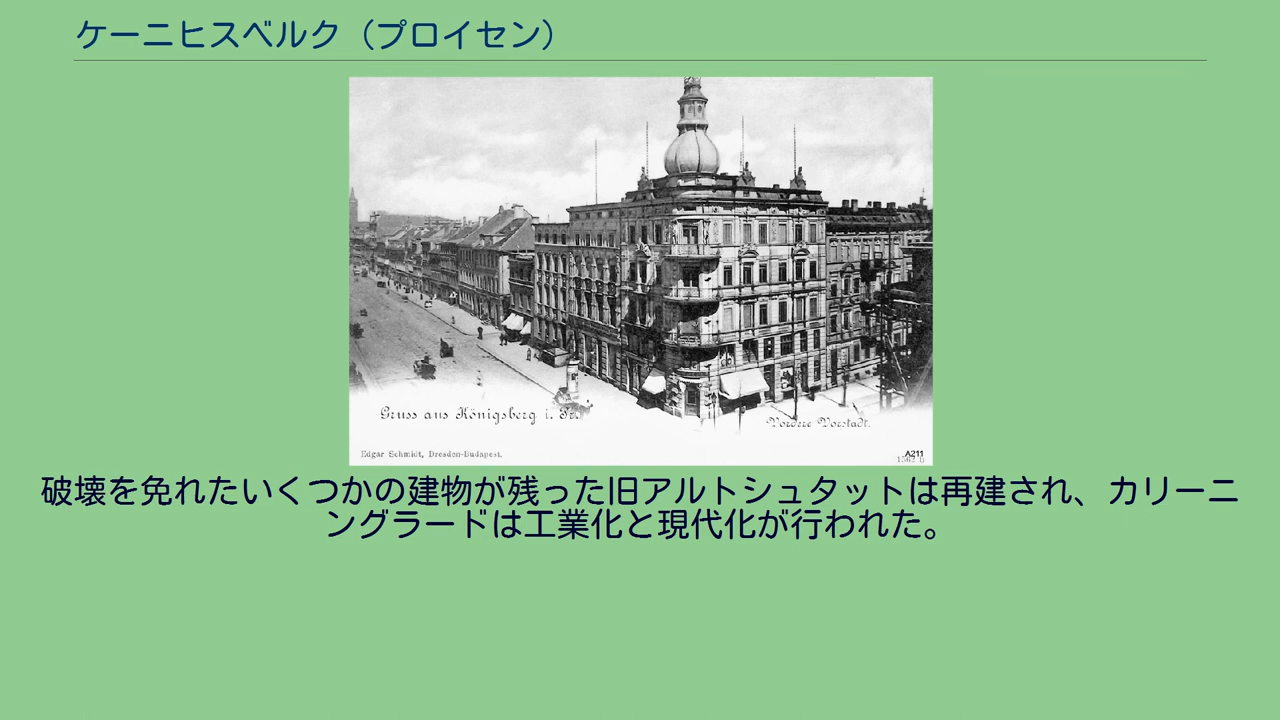 ケーニヒスベルク（プロイセン）
Gruss aus Königsberg i. Pr.
Vordere Vorstadt.
Edgar Schmidt, Dresden-Budapest.
A211
破壊を免れたいくつかの建物が残った旧アルトシュタットは再建され、カリーニ
ングラードは工業化と現代化が行われた。